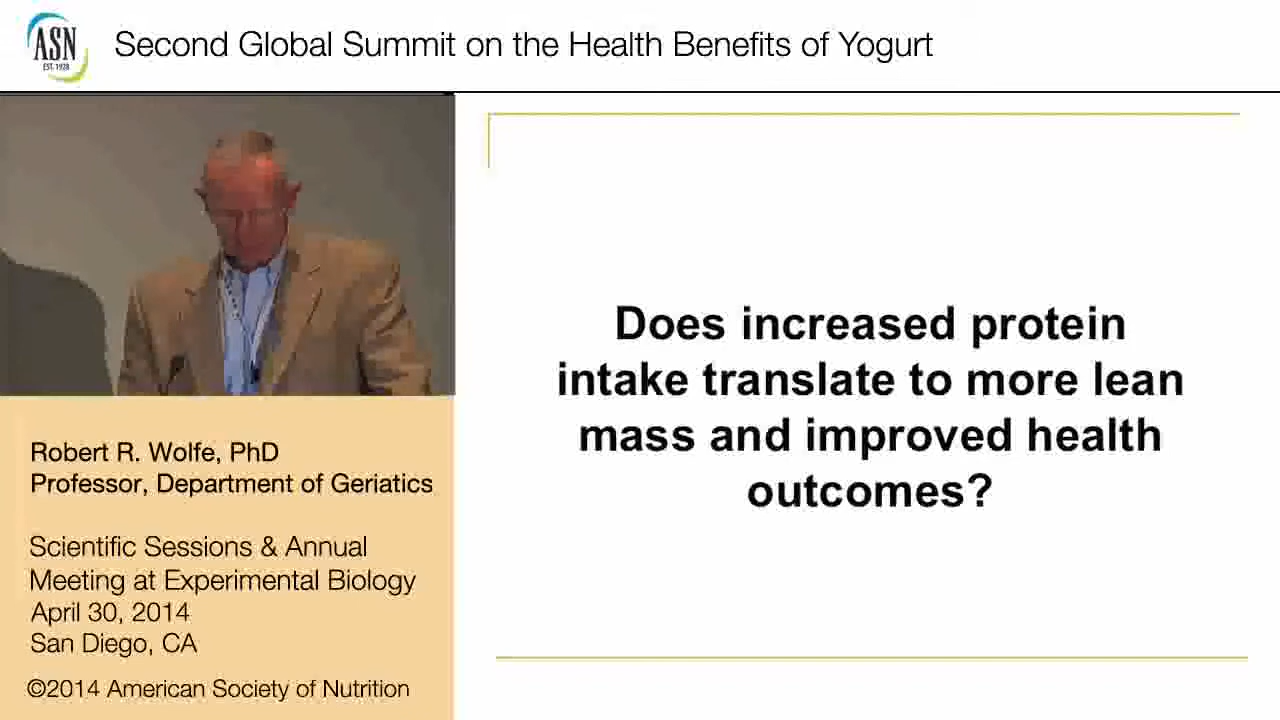 ASN
EST. 1928
Second Global Summit on the Health Benefits of Yogurt
Does increased protein
intake translate to more lean
mass and improved health
outcomes?
Robert R. Wolfe, PhD
Professor, Department of Geriatics
Scientific Sessions & Annual
Meeting at Experimental Biology
April 30, 2014
San Diego, CA
©2014 American Society of Nutrition